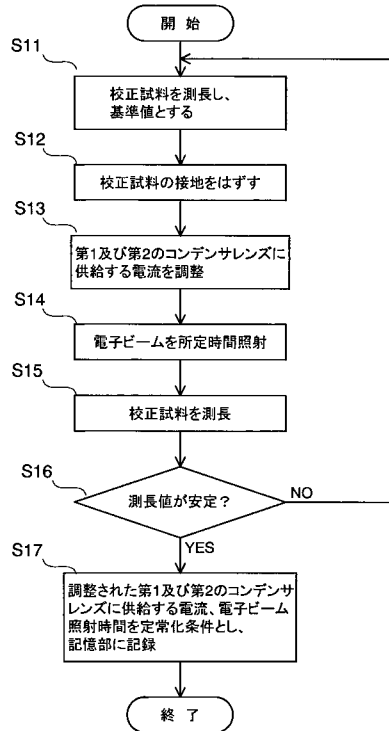 開 始
S11
校正試料を測長し、
基準値とする
S12
校正試料の接地をはずす
S13
第1及び第2のコンデンサレンズに
供給する電流を調整
S14
電子ビームを所定時間照射
S15
校正試料を測長
S16
測長値が安定？
NO
YES
S17
調整された第1及び第2のコンデンサ
レンズに供給する電流、電子ビーム
照射時間を定常化条件とし、
記憶部に記録
終 了